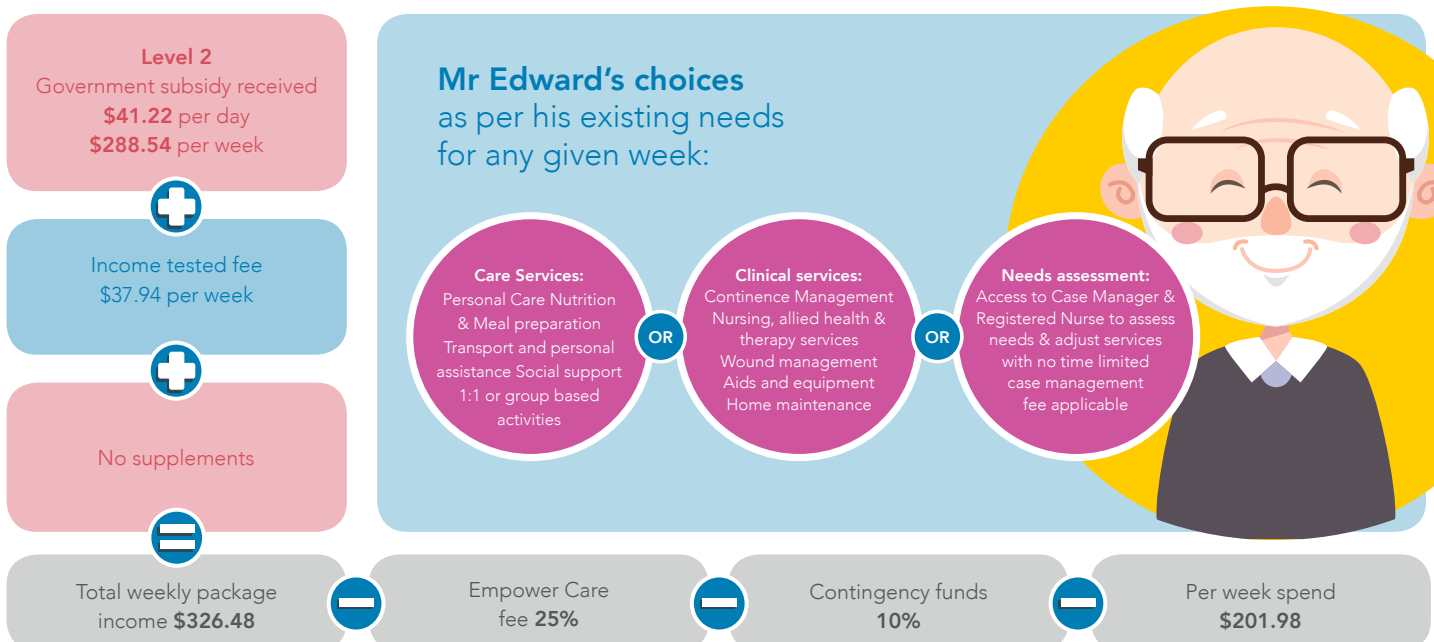 Level 2
Government subsidy received
$41.22 per day
$288.54 per week
Income tested fee
$37.94 per week
No supplements
Mr Edward's choices
as per his existing needs
for any given week:
Care Services:
Personal Care Nutrition
& Meal preparation
Transport and personal
assistance Social support
1:1 or group based
activities
OR
Clinical services:
Continence Management
Nursing, allied health &
therapy services
Wound management
Aids and equipment
Home maintenance
OR
Needs assessment:
Access to Case Manager &
Registered Nurse to assess
needs & adjust services
with no time limited
case management
fee applicable
Total weekly package
income $326.48
Empower Care
fee 25%
Contingency funds
10%
Per week spend
$201.98